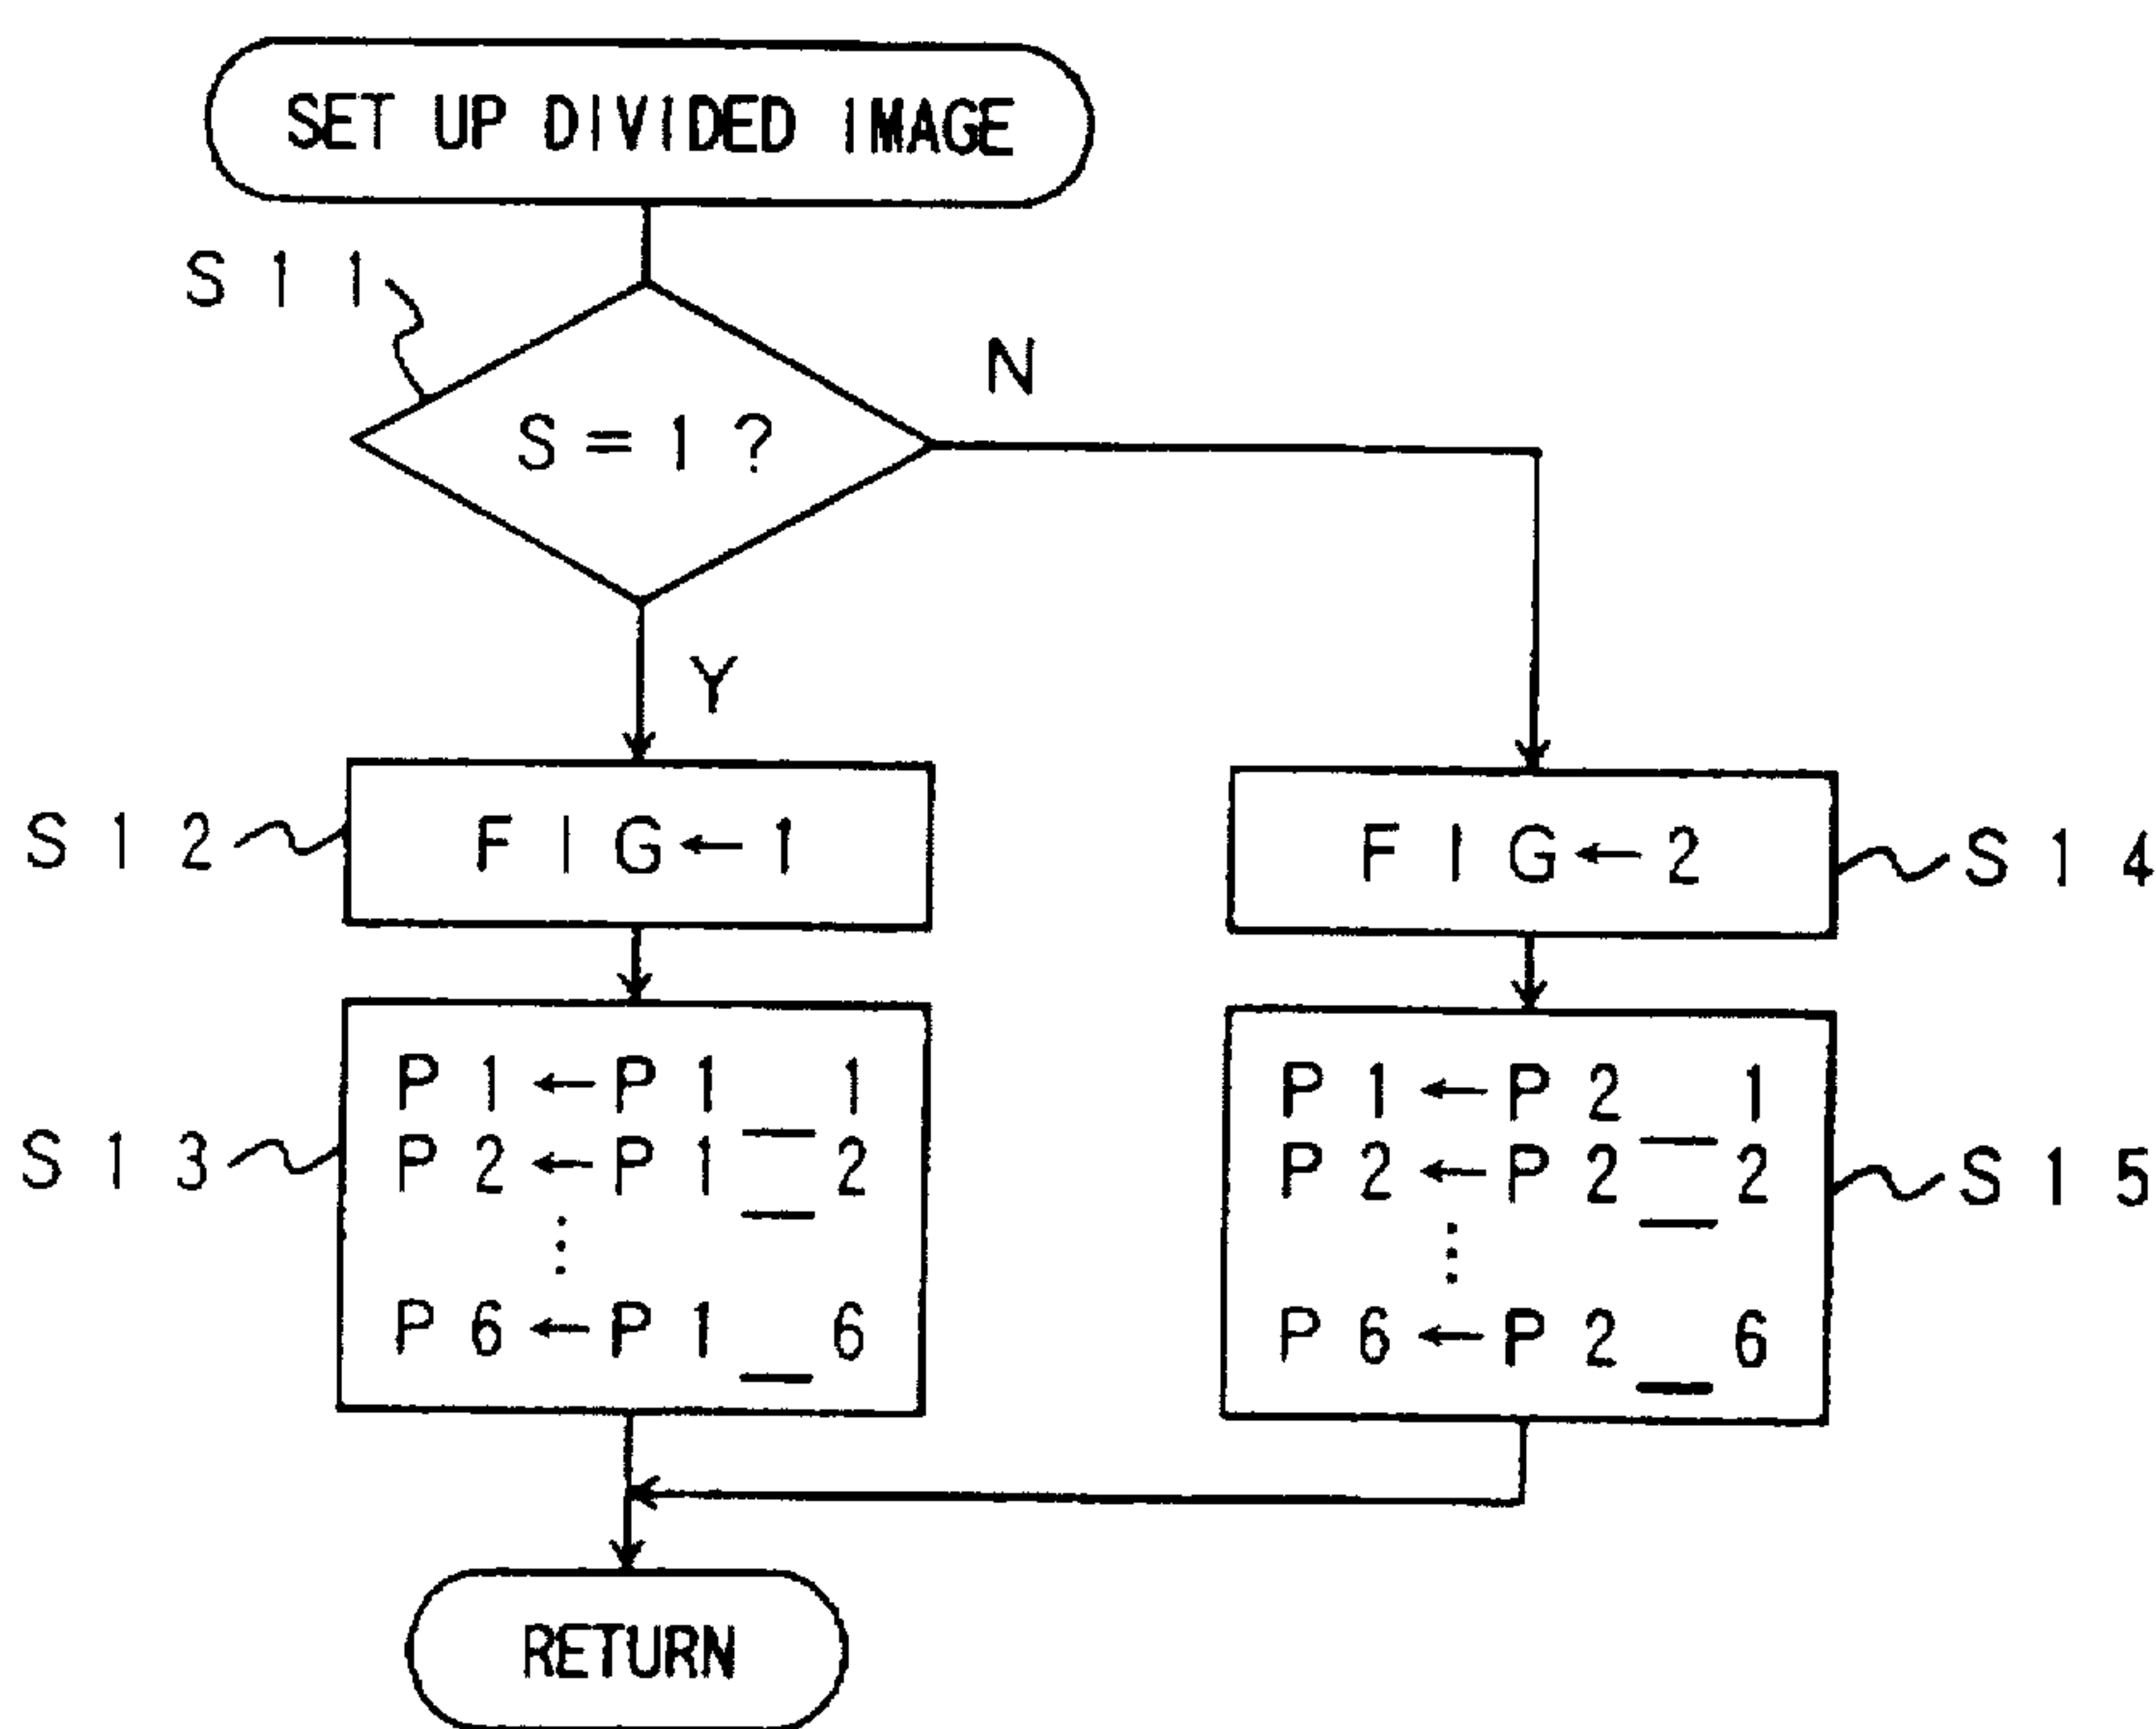 SET UP DIVIDED IMAGE
S11
S=1?
N
Y
S12
FIG←1
FIG←2
S14
S13
P1←P1_1
P2←P1_2
⋮
P6←P1_6
P1←P2_1
P2←P2_2
⋮
P6←P2_6
S15
RETURN